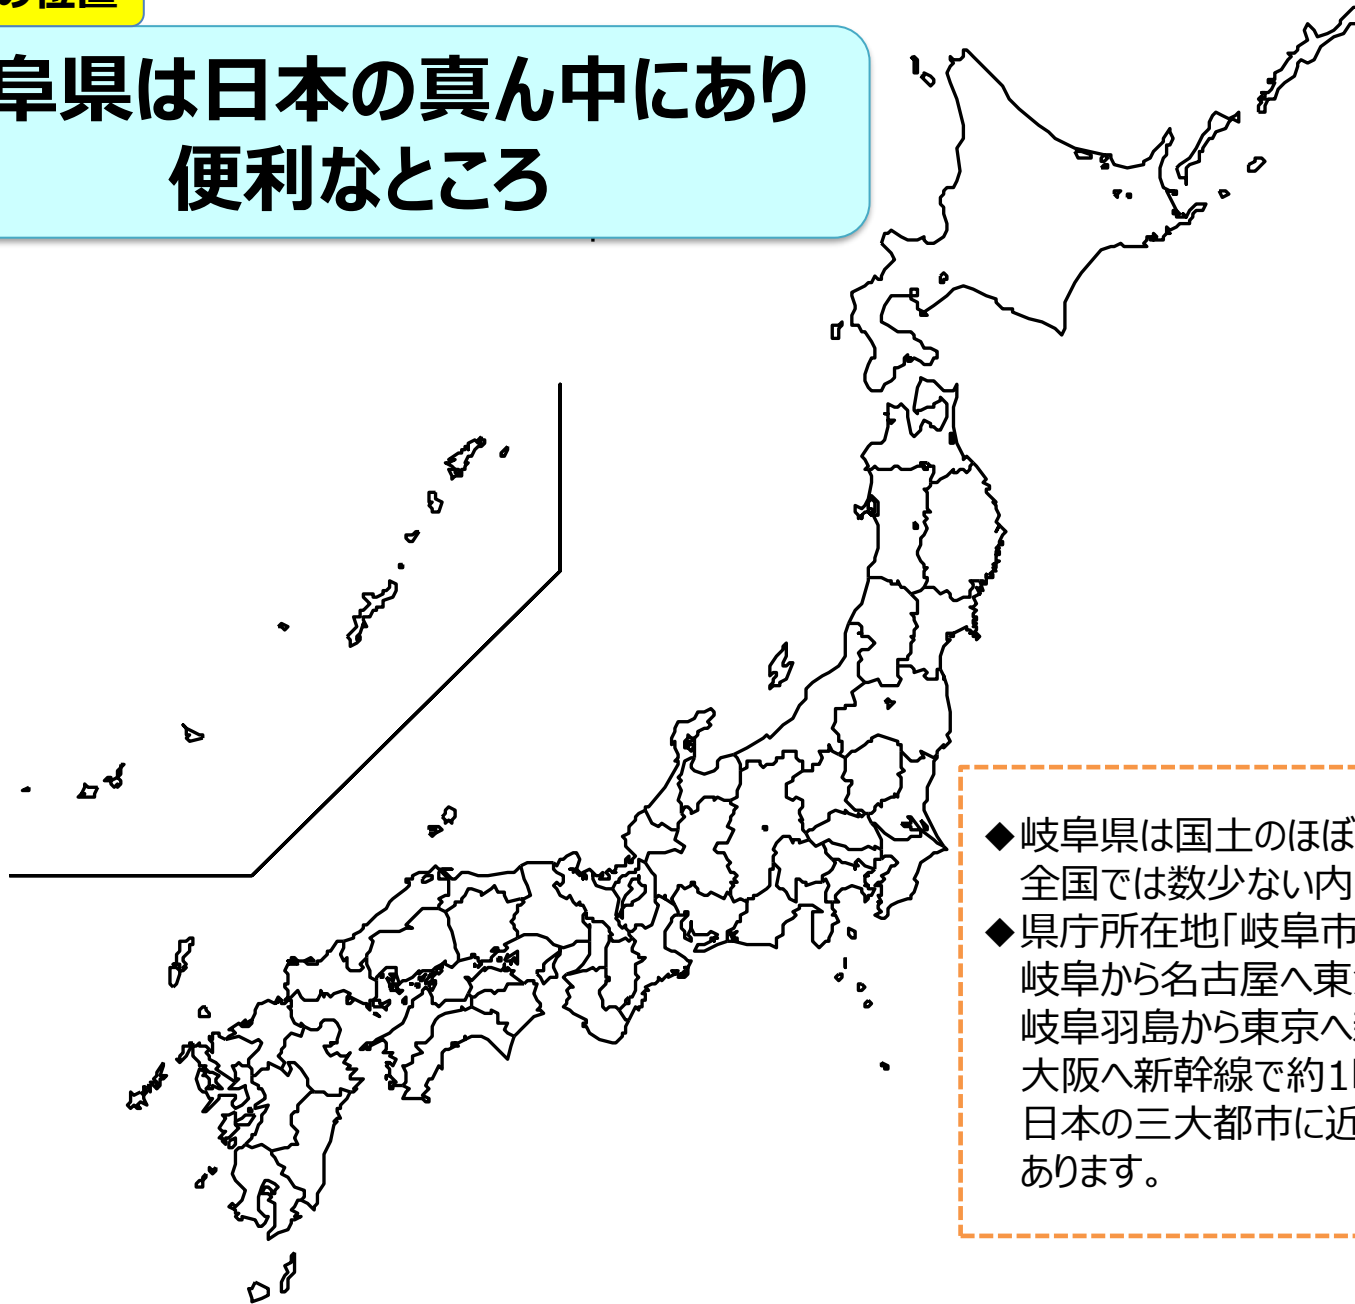 の位置
阜県は日本の真ん中にあり
便利なところ
◆岐阜県は国土のほぼ
全国では数少ない内
◆県庁所在地「岐阜市
岐阜から名古屋へ東
岐阜羽島から東京へ
大阪へ新幹線で約1
日本の三大都市に近
あります。